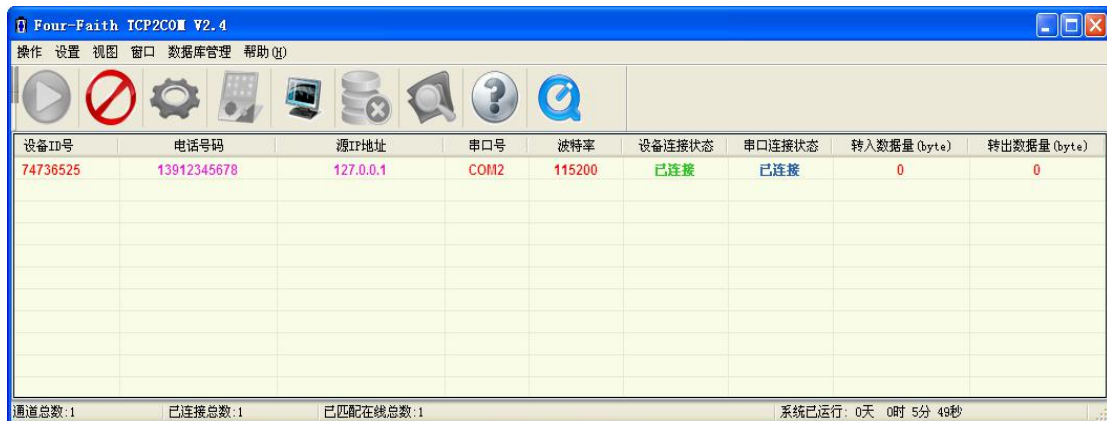 Four-Faith TCP2COM V2.4
操作 设置 视图 窗口 数据库管理 帮助(H)
设备ID号 电话号码 源IP地址 串口号 波特率 设备连接状态 串口连接状态 转入数据量(byte) 转出数据量(byte)
74736525 13912345678 127.0.0.1 COM2 115200 已连接 已连接 0 0
通道总数:1 已连接总数:1 已匹配在线总数:1 系统已运行: 0天 0时 5分 49秒